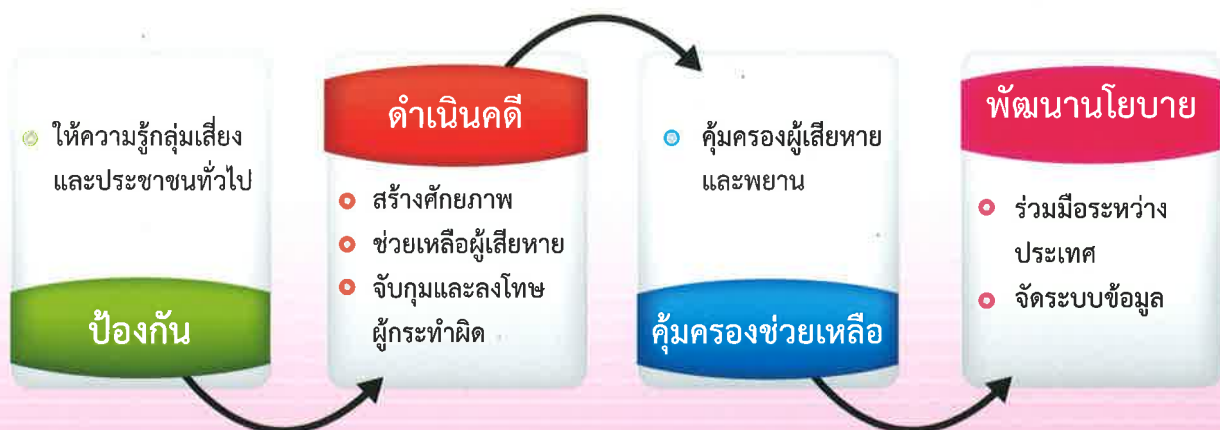 ให้ความรู้กลุ่มเสี่ยง
และประชาชนทั่วไป
ป้องกัน
ดำเนินคดี
สร้างศักยภาพ
ช่วยเหลือผู้เสียหาย
จับกุมและลงโทษ
ผู้กระทำผิด
คุ้มครองผู้เสียหาย
และพยาน
คุ้มครองช่วยเหลือ
พัฒนานโยบาย
ร่วมมือระหว่าง
ประเทศ
จัดระบบข้อมูล